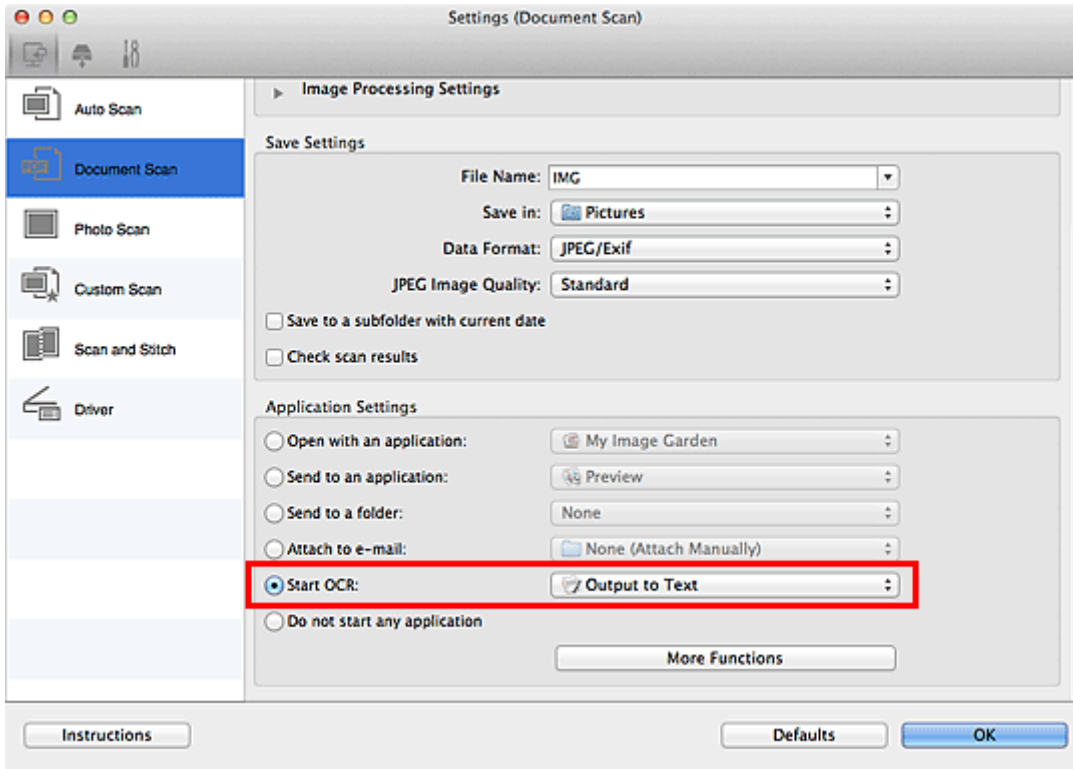 Settings (Document Scan)
Auto Scan
Document Scan
Photo Scan
Custom Scan
Scan and Stitch
Driver
Image Processing Settings
Save Settings
File Name: IMG
Save in: Pictures
Data Format: JPEG/Exif
JPEG Image Quality: Standard
Save to a subfolder with current date
Check scan results
Application Settings
Open with an application: My Image Garden
Send to an application: Preview
Send to a folder: None
Attach to e-mail: None (Attach Manually)
Start OCR: Output to Text
Do not start any application
More Functions
Instructions Defaults OK